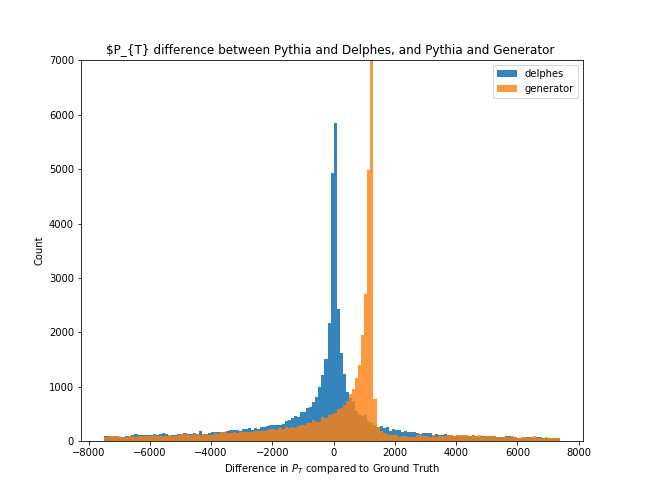 $P_{T} difference between Pythia and Delphes, and Pythia and Generator
7000
6000
5000
4000
3000
2000
1000
0
Count
delphes
generator
−8000 −6000 −4000 −2000 0 2000 4000 6000 8000
Difference in P_T compared to Ground Truth